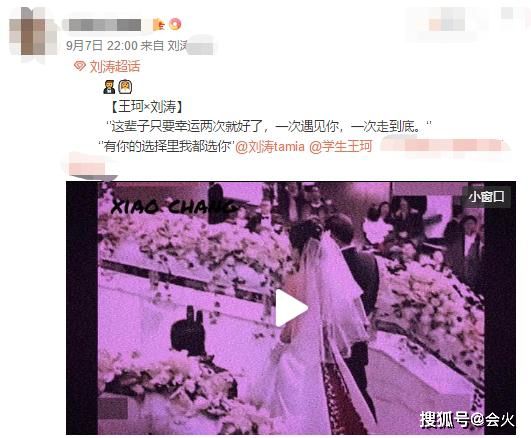 9月7日 22:00 来自 刘涛
刘涛超话
【王珂×刘涛】
“这辈子只要幸运两次就好了，一次遇见你，一次走到底。“
“有你的选择里我都选你“@刘涛tamia @学生王珂
小窗口
XIAO CHANG
搜狐号@会火